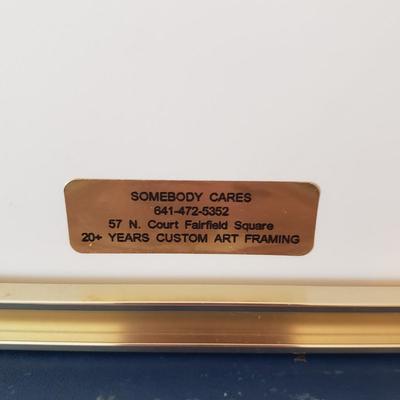 SOMEBODY CARES
641-472-5352
57 N. Court Fairfield Square
20+ YEARS CUSTOM ART FRAMING